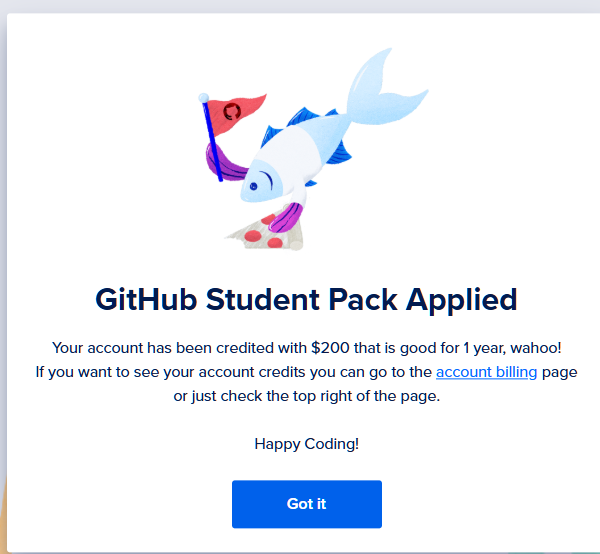 GitHub Student Pack Applied
Your account has been credited with $200 that is good for 1 year, wahoo!
If you want to see your account credits you can go to the account billing page
or just check the top right of the page.
Happy Coding!
Got it